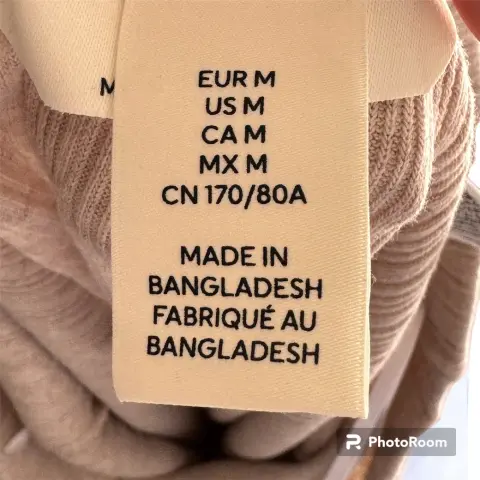 M
EUR M
US M
CA M
MX M
CN 170/80A
MADE IN
BANGLADESH
FABRIQUÉ AU
BANGLADESH
PhotoRoom